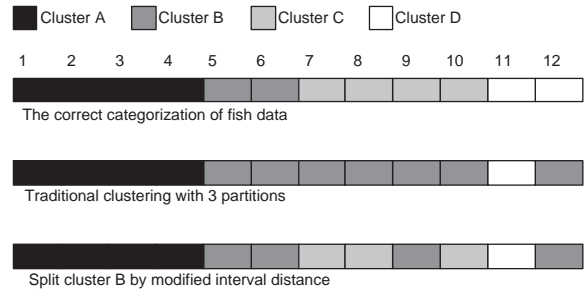 Cluster A Cluster B Cluster C Cluster D
1 2 3 4 5 6 7 8 9 10 11 12
The correct categorization of fish data
Traditional clustering with 3 partitions
Split cluster B by modified interval distance